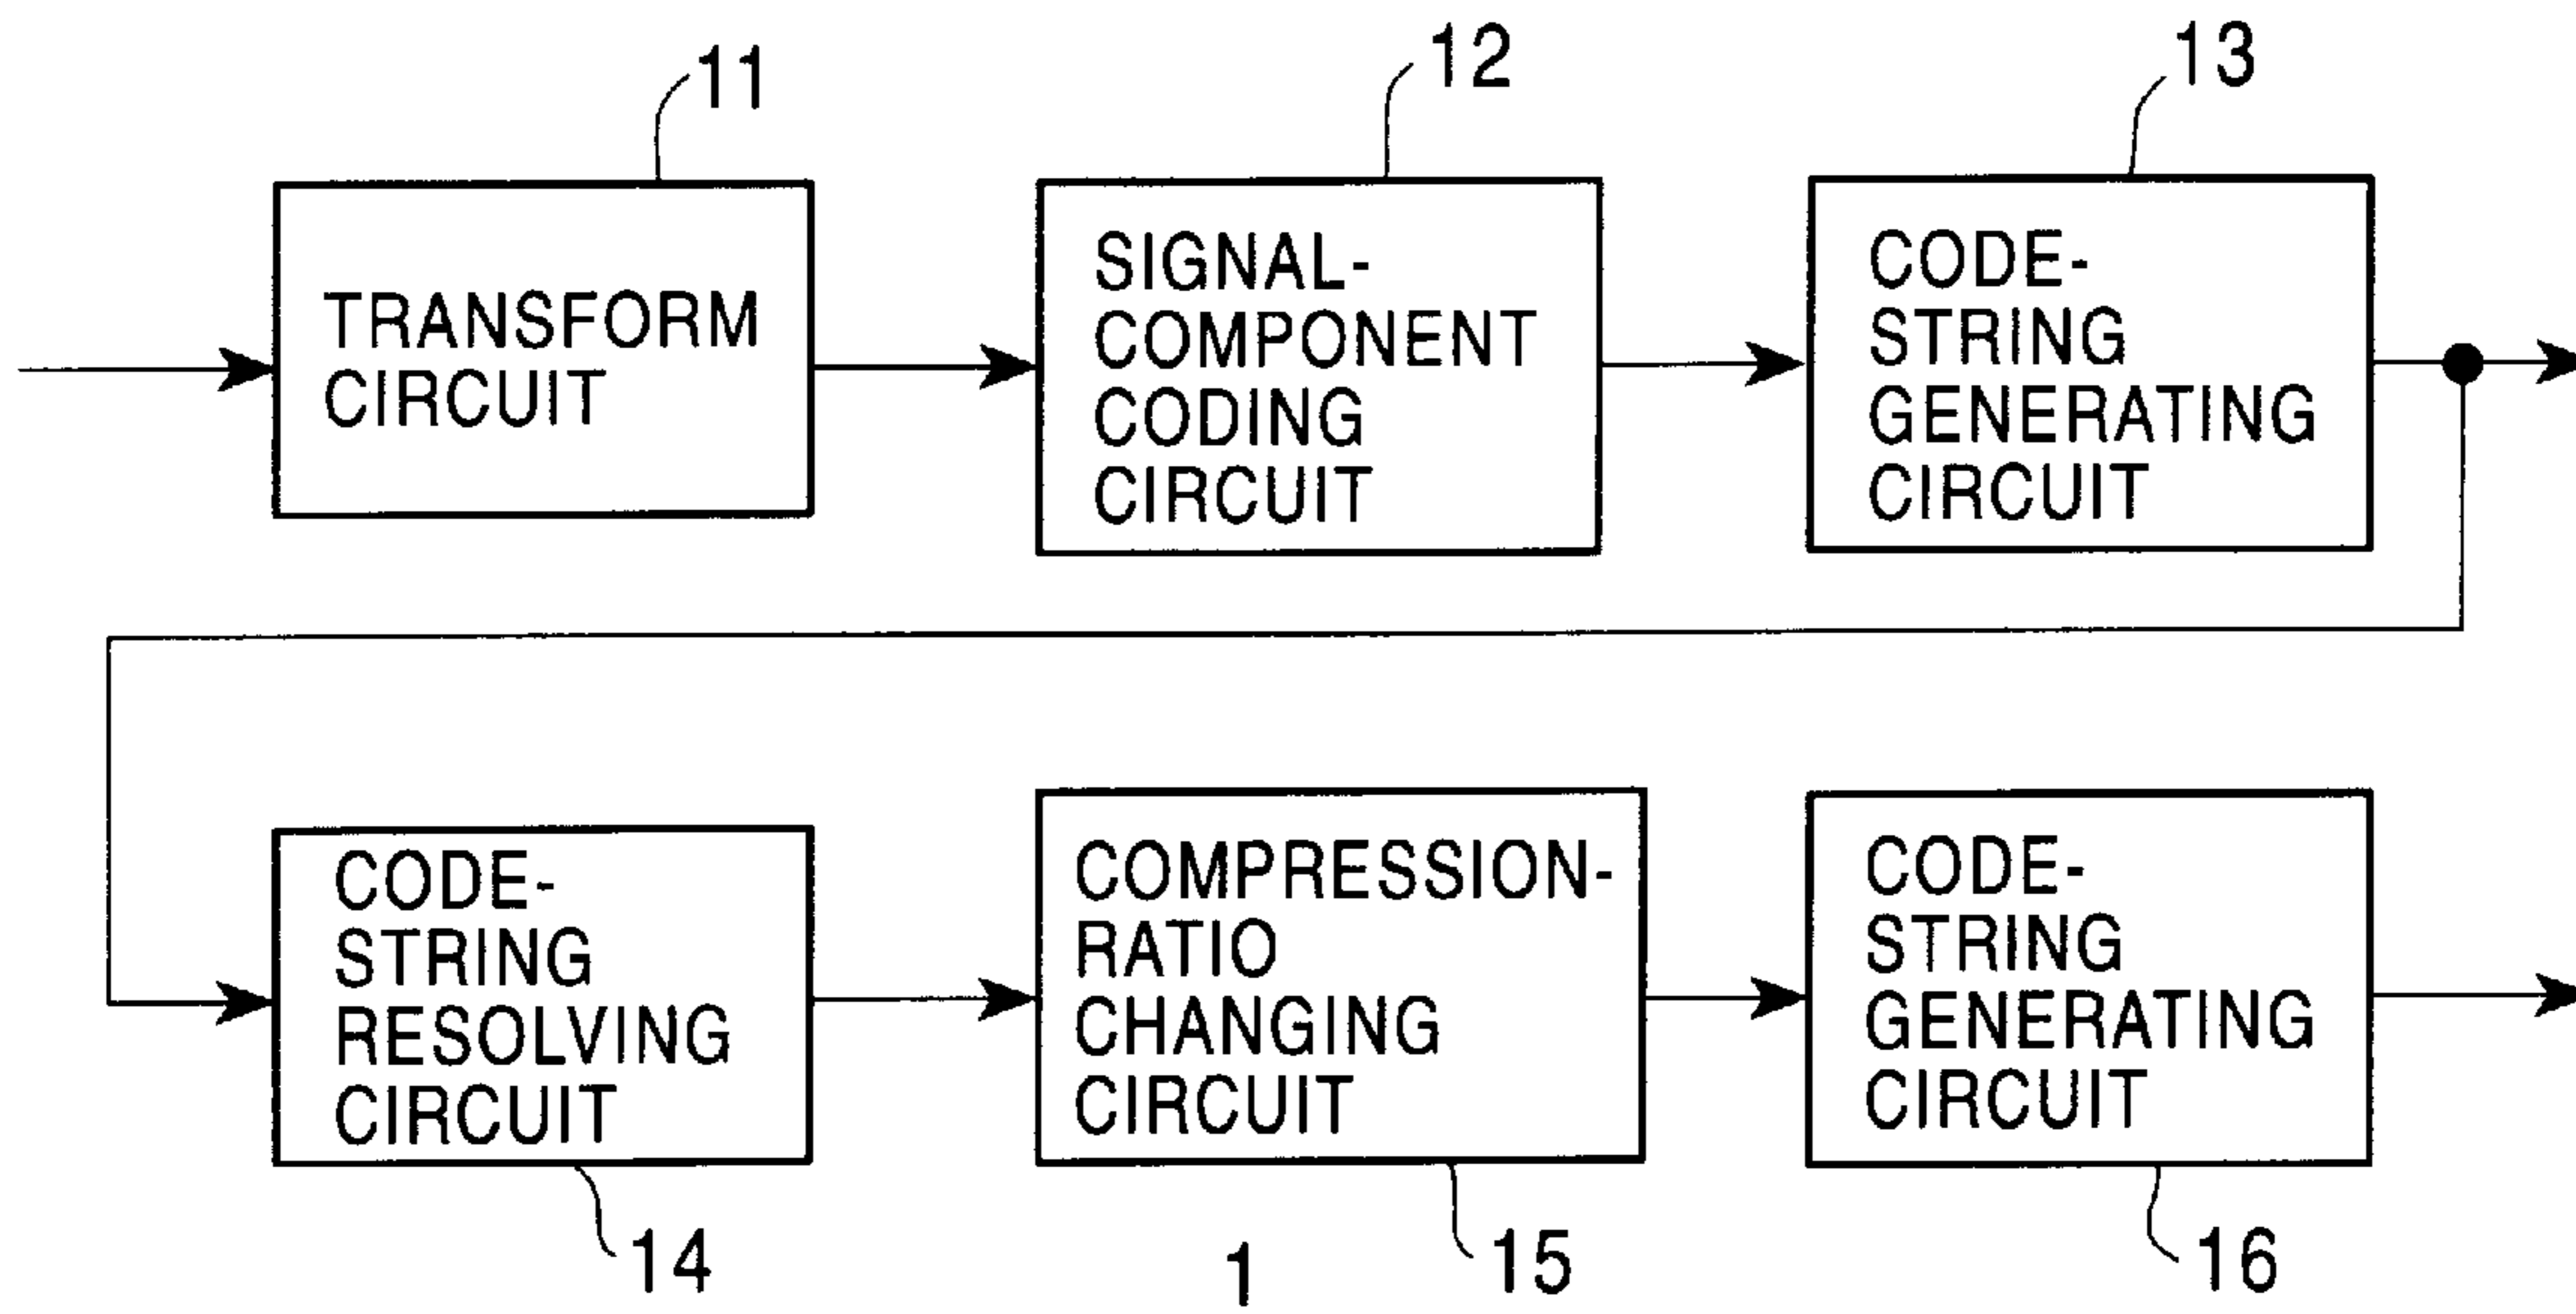 11
12
13
TRANSFORM
CIRCUIT
SIGNAL-
COMPONENT
CODING
CIRCUIT
CODE-
STRING
GENERATING
CIRCUIT
CODE-
STRING
RESOLVING
CIRCUIT
COMPRESSION-
RATIO
CHANGING
CIRCUIT
CODE-
STRING
GENERATING
CIRCUIT
14
1
15
16